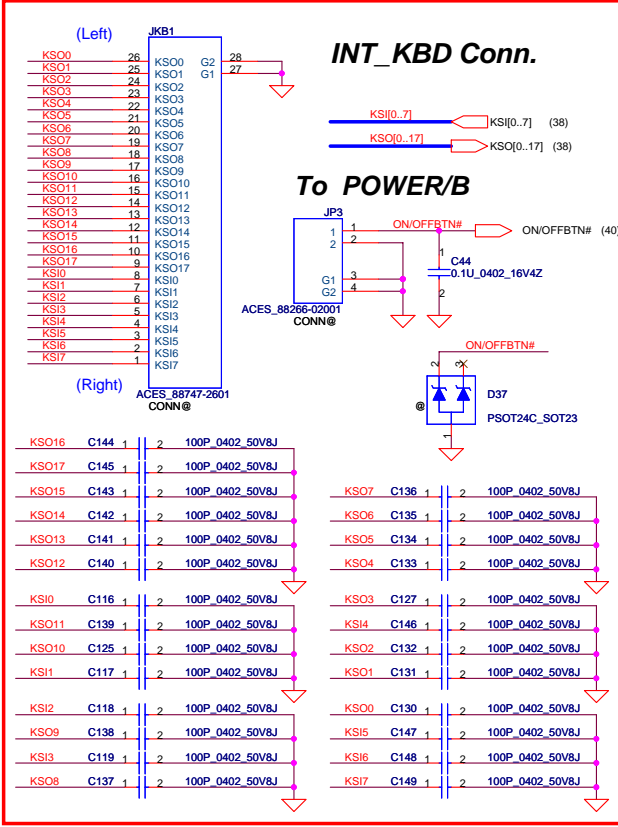 (Left)
JKB1
KSO0 26 KSO0 G2 28
KSO1 25 KSO1 G1 27
KSO2 24 KSO2
KSO3 23 KSO3
KSO4 22 KSO4
KSO5 21 KSO5
KSO6 20 KSO6
KSO7 19 KSO7
KSO8 18 KSO8
KSO9 17 KSO9
KSO10 16 KSO10
KSO11 15 KSO11
KSO12 14 KSO12
KSO13 13 KSO13
KSO14 12 KSO14
KSO15 11 KSO15
KSO16 10 KSO16
KSO17 9 KSO17
KSI0 8 KSI0
KSI1 7 KSI1
KSI2 6 KSI2
KSI3 5 KSI3
KSI4 4 KSI4
KSI5 3 KSI5
KSI6 2 KSI6
KSI7 1 KSI7
(Right)
ACES_88747-2601
CONN@
INT_KBD Conn.
KSI[0..7] KSI[0..7] (38)
KSO[0..17] KSO[0..17] (38)
To POWER/B
JP3
1 1 ON/OFFBTN# ON/OFFBTN# (40)
2 2
G1 3
G2 4
ACES_88266-02001
CONN@
1
C44
0.1U_0402_16V4Z
2
ON/OFFBTN#
2 3
@
D37
PSOT24C_SOT23
1
KSO16 C144 1 2 100P_0402_50V8J
KSO17 C145 1 2 100P_0402_50V8J
KSO15 C143 1 2 100P_0402_50V8J
KSO14 C142 1 2 100P_0402_50V8J
KSO13 C141 1 2 100P_0402_50V8J
KSO12 C140 1 2 100P_0402_50V8J
KSI0 C116 1 2 100P_0402_50V8J
KSO11 C139 1 2 100P_0402_50V8J
KSO10 C125 1 2 100P_0402_50V8J
KSI1 C117 1 2 100P_0402_50V8J
KSI2 C118 1 2 100P_0402_50V8J
KSO9 C138 1 2 100P_0402_50V8J
KSI3 C119 1 2 100P_0402_50V8J
KSO8 C137 1 2 100P_0402_50V8J
KSO7 C136 1 2 100P_0402_50V8J
KSO6 C135 1 2 100P_0402_50V8J
KSO5 C134 1 2 100P_0402_50V8J
KSO4 C133 1 2 100P_0402_50V8J
KSO3 C127 1 2 100P_0402_50V8J
KSI4 C146 1 2 100P_0402_50V8J
KSO2 C132 1 2 100P_0402_50V8J
KSO1 C131 1 2 100P_0402_50V8J
KSO0 C130 1 2 100P_0402_50V8J
KSI5 C147 1 2 100P_0402_50V8J
KSI6 C148 1 2 100P_0402_50V8J
KSI7 C149 1 2 100P_0402_50V8J